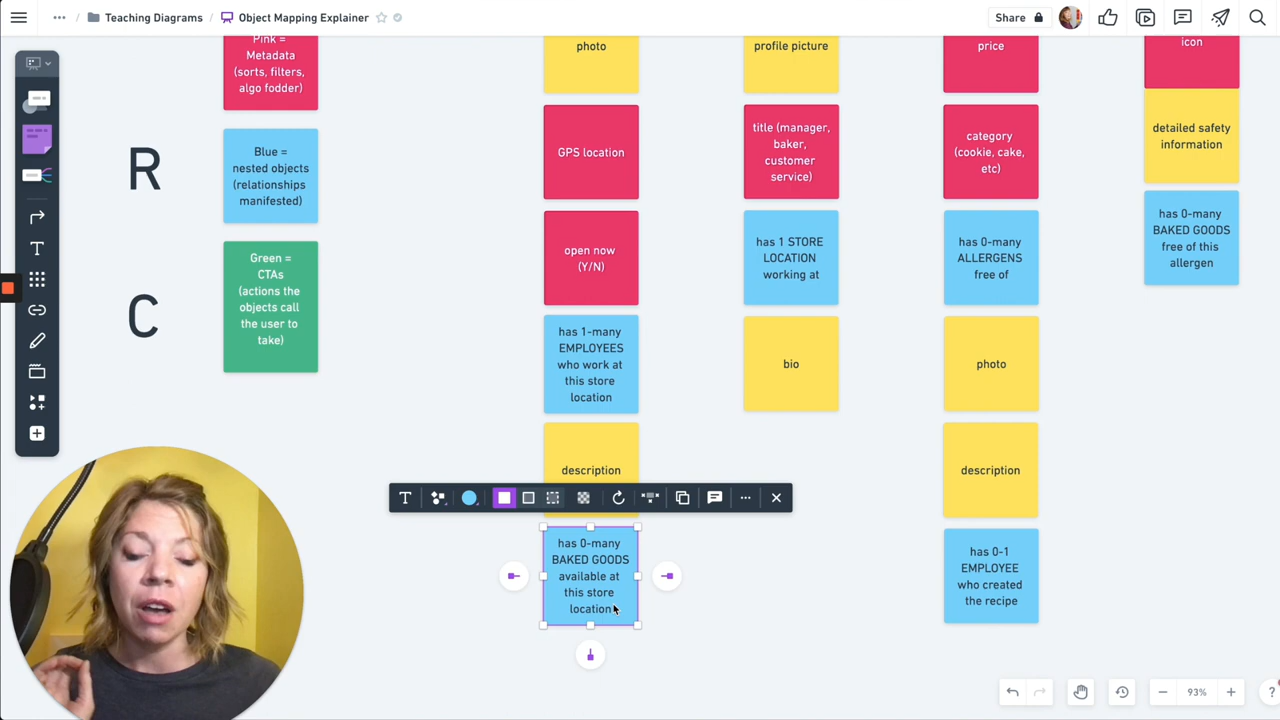 Teaching Diagrams
/
Object Mapping Explainer
Share
Pink =
Metadata
(sorts, filters,
algo fodder)
R
Blue =
nested objects
(relationships
manifested)
C
Green =
CTAs
(actions the
objects call
the user to
take)
photo
GPS location
open now
(Y/N)
has 1-many
EMPLOYEES
who work at
this store
location
description
has 0-many
BAKED GOODS
available at
this store
location
profile picture
title (manager,
baker,
customer
service)
has 1 STORE
LOCATION
working at
bio
price
category
(cookie, cake,
etc)
has 0-many
ALLERGENS
free of
photo
description
has 0-1
EMPLOYEE
who created
the recipe
icon
detailed safety
information
has 0-many
BAKED GOODS
free of this
allergen
T
T
93%
?